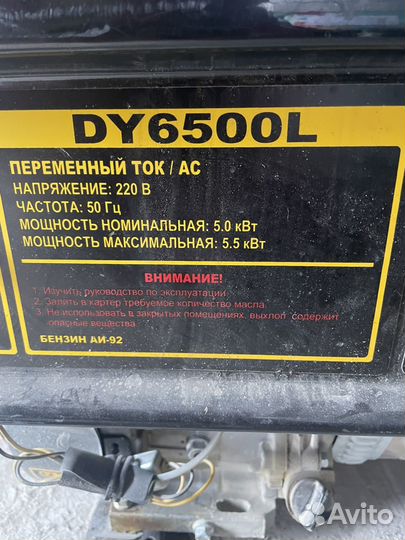 DY6500L
ПЕРЕМЕННЫЙ ТОК / AC
НАПРЯЖЕНИЕ: 220 В
ЧАСТОТА: 50 Гц
МОЩНОСТЬ НОМИНАЛЬНАЯ: 5.0 кВт
МОЩНОСТЬ МАКСИМАЛЬНАЯ: 5.5 кВт
ВНИМАНИЕ!
1. Изучить руководство по эксплуатации.
2. Залить в картер требуемое количество масла.
3. Не использовать в закрытых помещениях, выхлоп содержит
опасные вещества
БЕНЗИН АИ-92
Avito